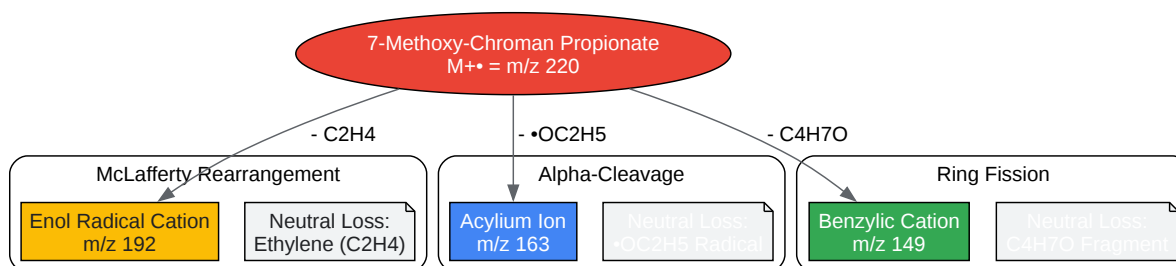 7-Methoxy-Chroman Propionate
M+• = m/z 220
- C2H4
- •OC2H5
- C4H7O
McLafferty Rearrangement
Alpha-Cleavage
Ring Fission
Enol Radical Cation
m/z 192
Neutral Loss:
Ethylene (C2H4)
Acylium Ion
m/z 163
Neutral Loss:
•OC2H5 Radical
Benzylic Cation
m/z 149
Neutral Loss:
C4H7O Fragment